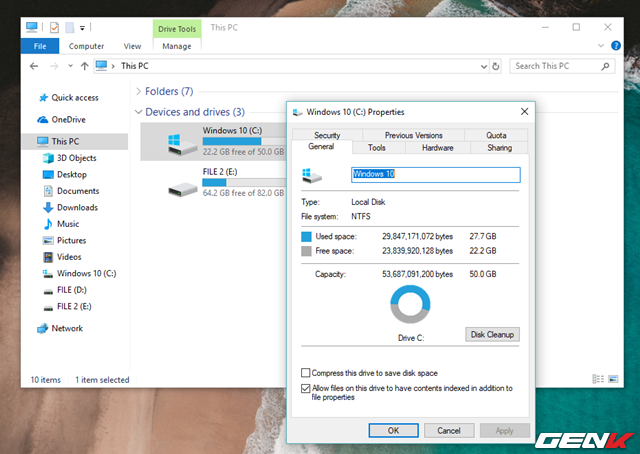 Drive Tools
This PC
File
Computer
View
Manage
This PC
Search This PC
Quick access
OneDrive
This PC
3D Objects
Desktop
Documents
Downloads
Music
Pictures
Videos
Windows 10 (C:)
FILE (D:)
FILE 2 (E:)
Network
Folders (7)
Devices and drives (3)
Windows 10 (C:)
22.2 GB free of 50.0 GB
FILE 2 (E:)
64.2 GB free of 82.0 GB
10 items 1 item selected
Windows 10 (C:) Properties
Security Previous Versions Quota
General Tools Hardware Sharing
Windows 10
Type: Local Disk
File system: NTFS
Used space: 29,847,171,072 bytes 27.7 GB
Free space: 23,839,920,128 bytes 22.2 GB
Capacity: 53,687,091,200 bytes 50.0 GB
Drive C:
Disk Cleanup
Compress this drive to save disk space
Allow files on this drive to have contents indexed in addition to
file properties
OK Cancel Apply
GENK